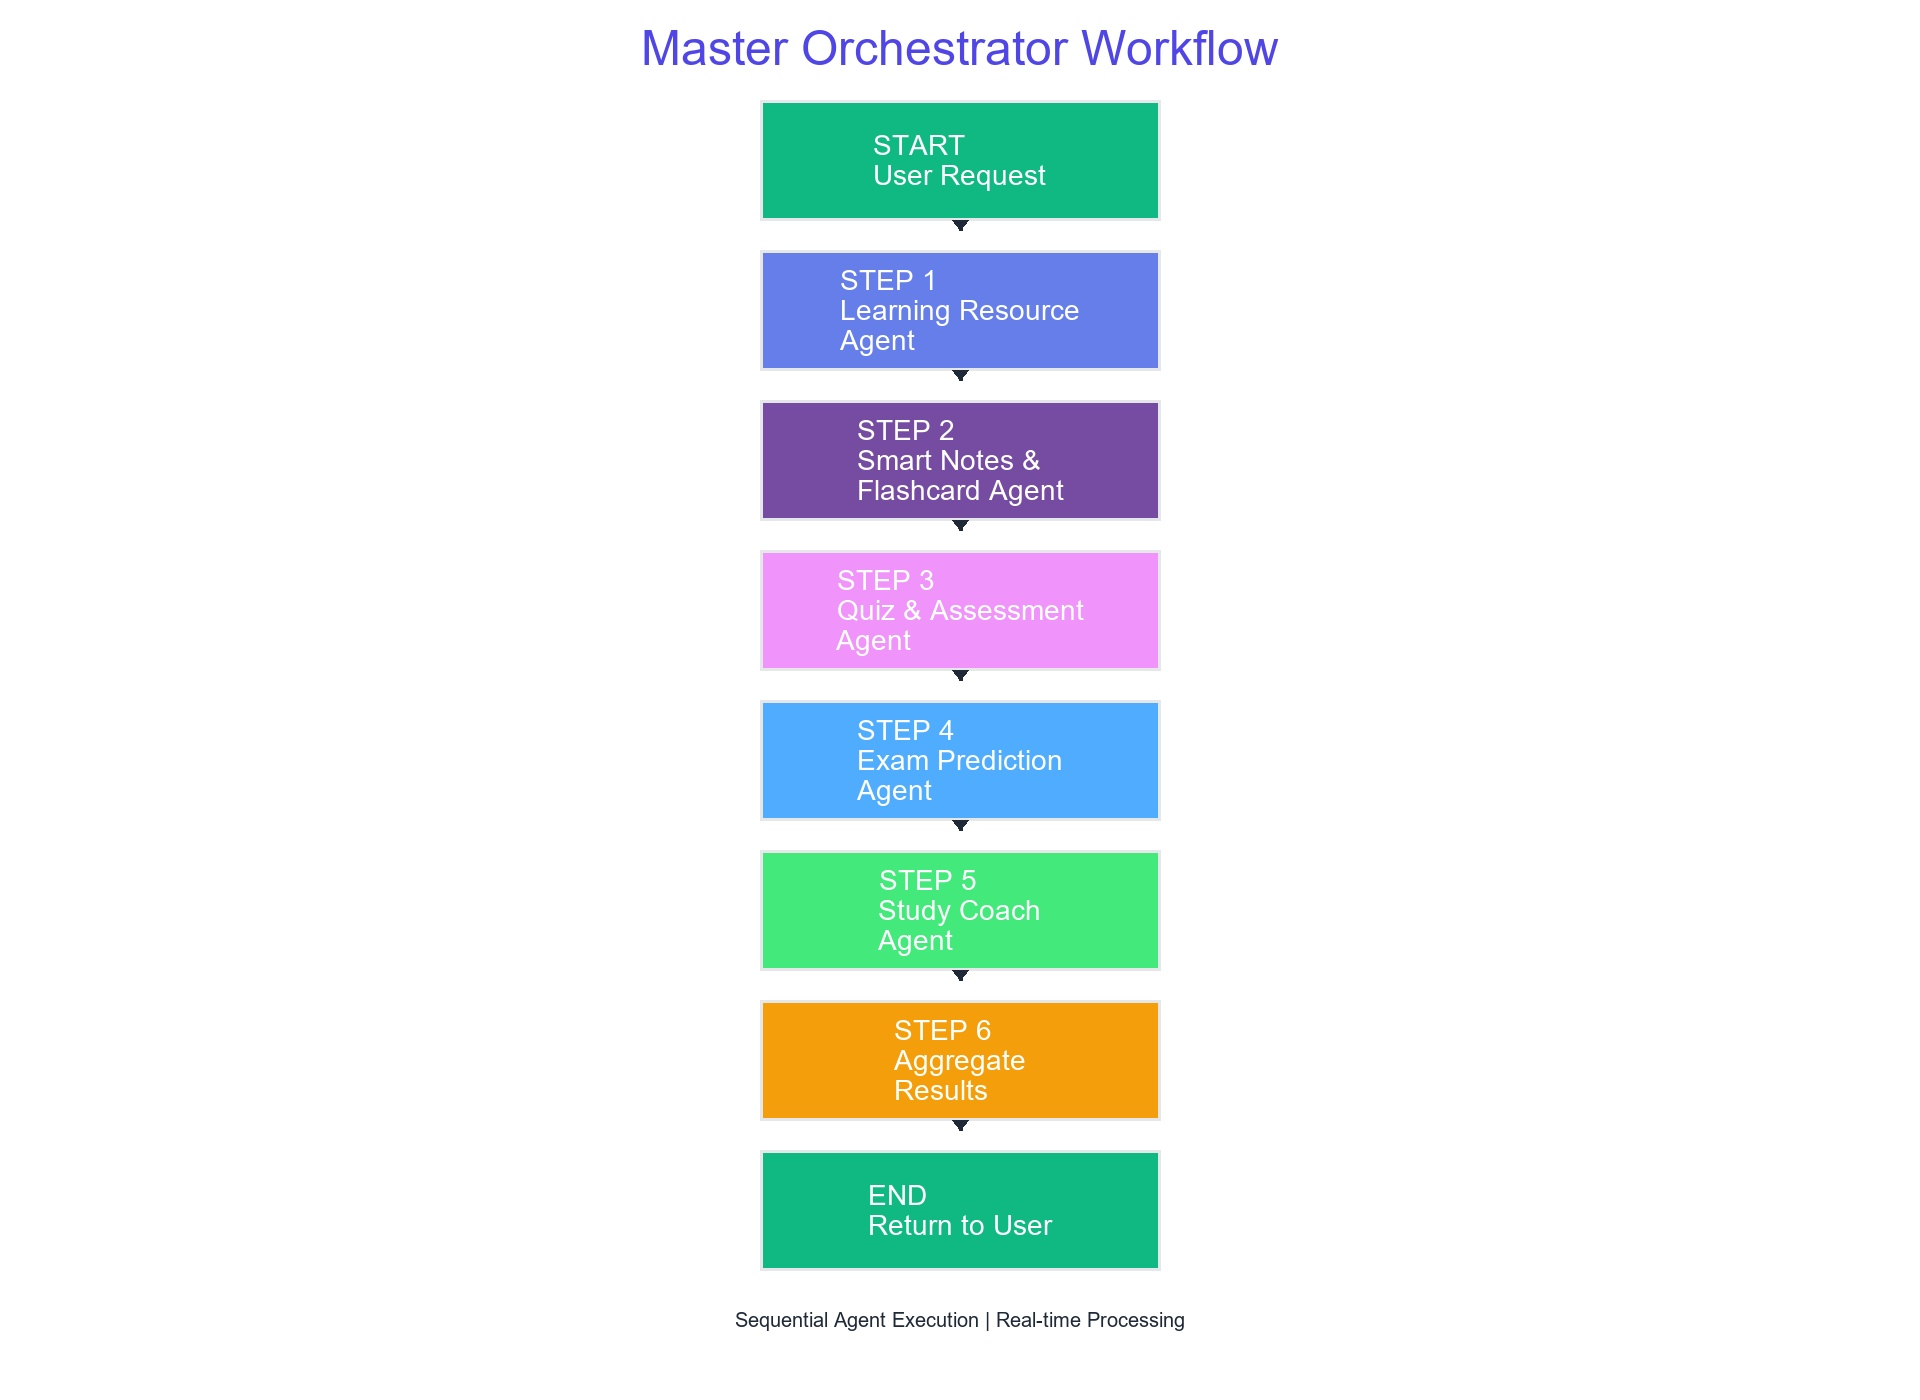 Master Orchestrator Workflow
START
User Request
STEP 1
Learning Resource
Agent
STEP 2
Smart Notes &
Flashcard Agent
STEP 3
Quiz & Assessment
Agent
STEP 4
Exam Prediction
Agent
STEP 5
Study Coach
Agent
STEP 6
Aggregate
Results
END
Return to User
Sequential Agent Execution | Real-time Processing